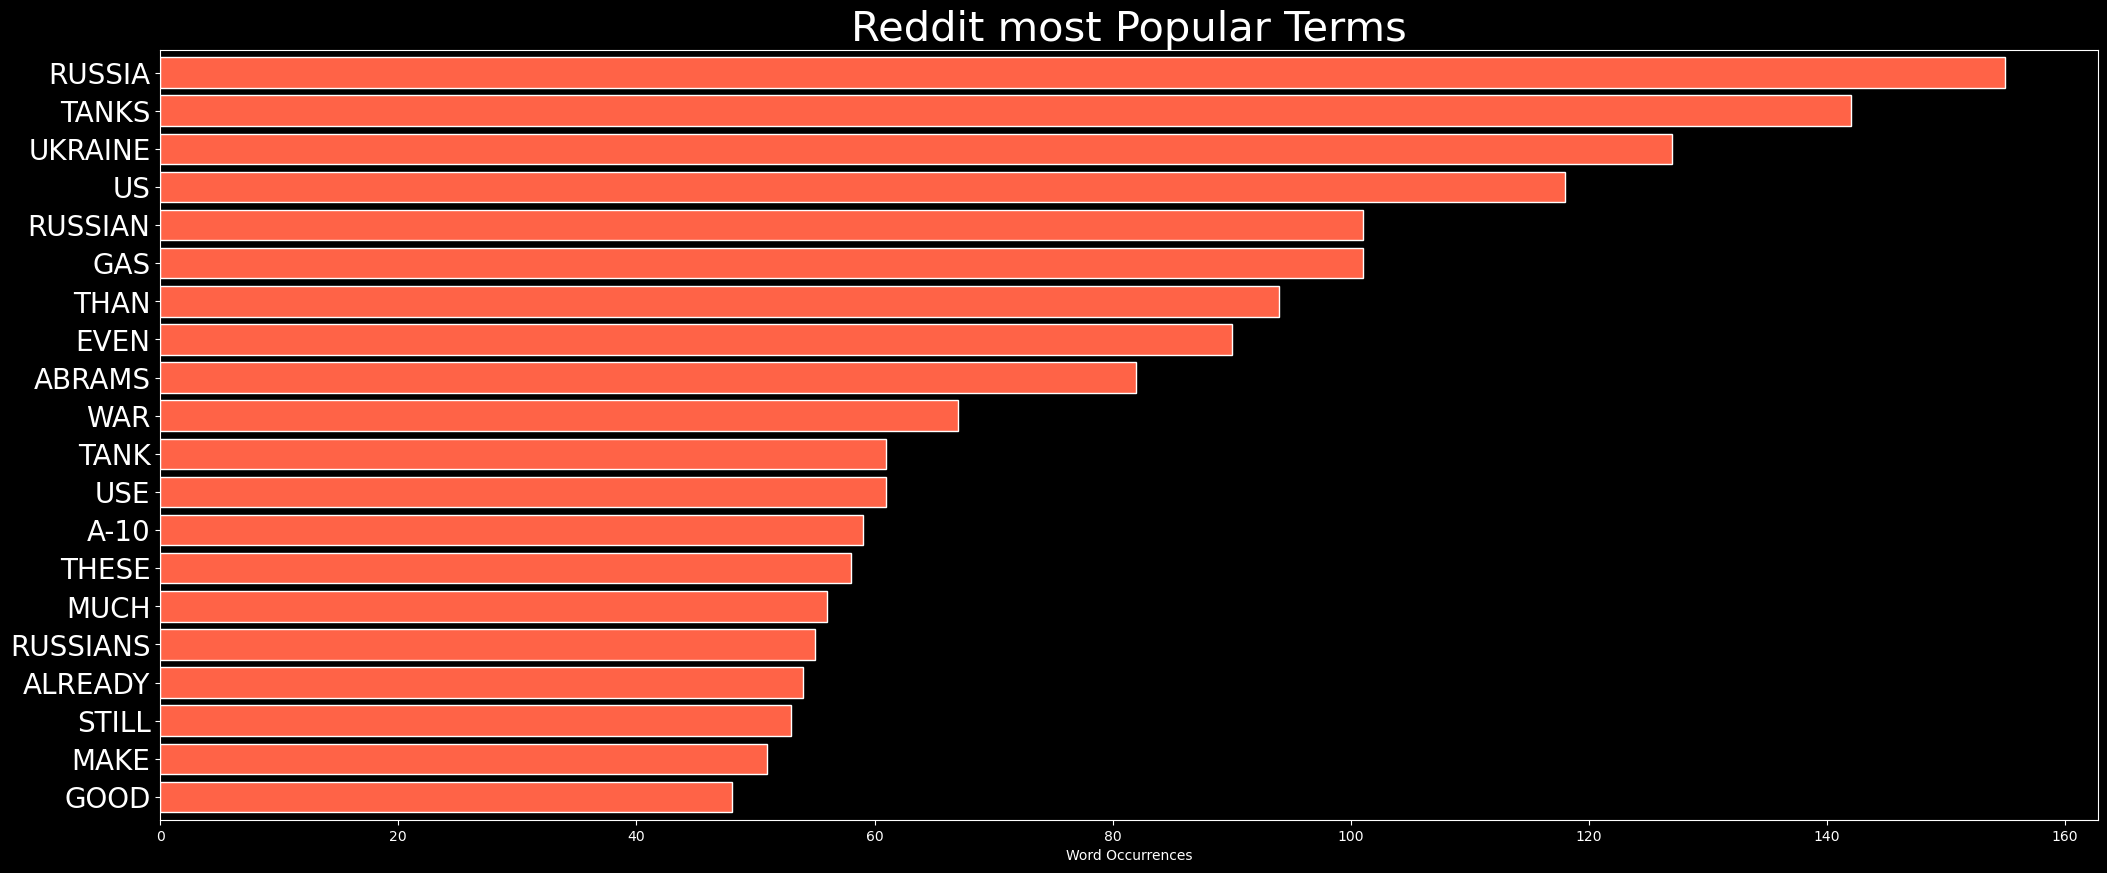 Reddit most Popular Terms
RUSSIA
TANKS
UKRAINE
US
RUSSIAN
GAS
THAN
EVEN
ABRAMS
WAR
TANK
USE
A-10
THESE
MUCH
RUSSIANS
ALREADY
STILL
MAKE
GOOD
0 20 40 60 80 100 120 140 160
Word Occurrences